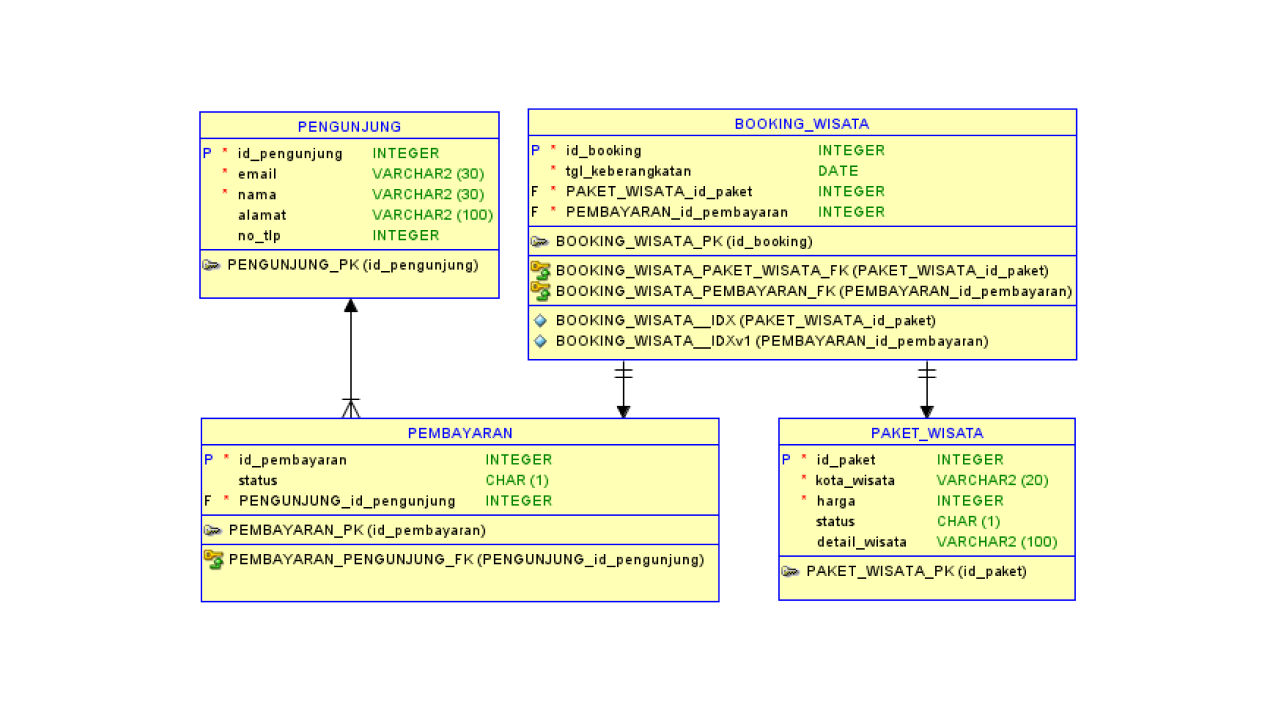 PENGUNJUNG
P * id_pengunjung INTEGER
* email VARCHAR2 (30)
* nama VARCHAR2 (30)
alamat VARCHAR2 (100)
no_tlp INTEGER
PENGUNJUNG_PK (id_pengunjung)
BOOKING_WISATA
P * id_booking INTEGER
* tgl_keberangkatan DATE
F * PAKET_WISATA_id_paket INTEGER
F * PEMBAYARAN_id_pembayaran INTEGER
BOOKING_WISATA_PK (id_booking)
BOOKING_WISATA_PAKET_WISATA_FK (PAKET_WISATA_id_paket)
BOOKING_WISATA_PEMBAYARAN_FK (PEMBAYARAN_id_pembayaran)
BOOKING_WISATA__IDX (PAKET_WISATA_id_paket)
BOOKING_WISATA__IDXv1 (PEMBAYARAN_id_pembayaran)
PEMBAYARAN
P * id_pembayaran INTEGER
status CHAR (1)
F * PENGUNJUNG_id_pengunjung INTEGER
PEMBAYARAN_PK (id_pembayaran)
PEMBAYARAN_PENGUNJUNG_FK (PENGUNJUNG_id_pengunjung)
PAKET_WISATA
P * id_paket INTEGER
* kota_wisata VARCHAR2 (20)
* harga INTEGER
status CHAR (1)
detail_wisata VARCHAR2 (100)
PAKET_WISATA_PK (id_paket)